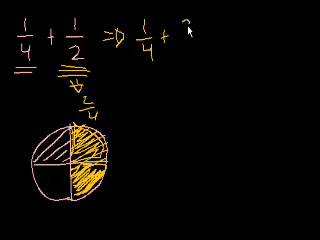 1/4 + 1/2 ⇒ 1/4 +
2/4